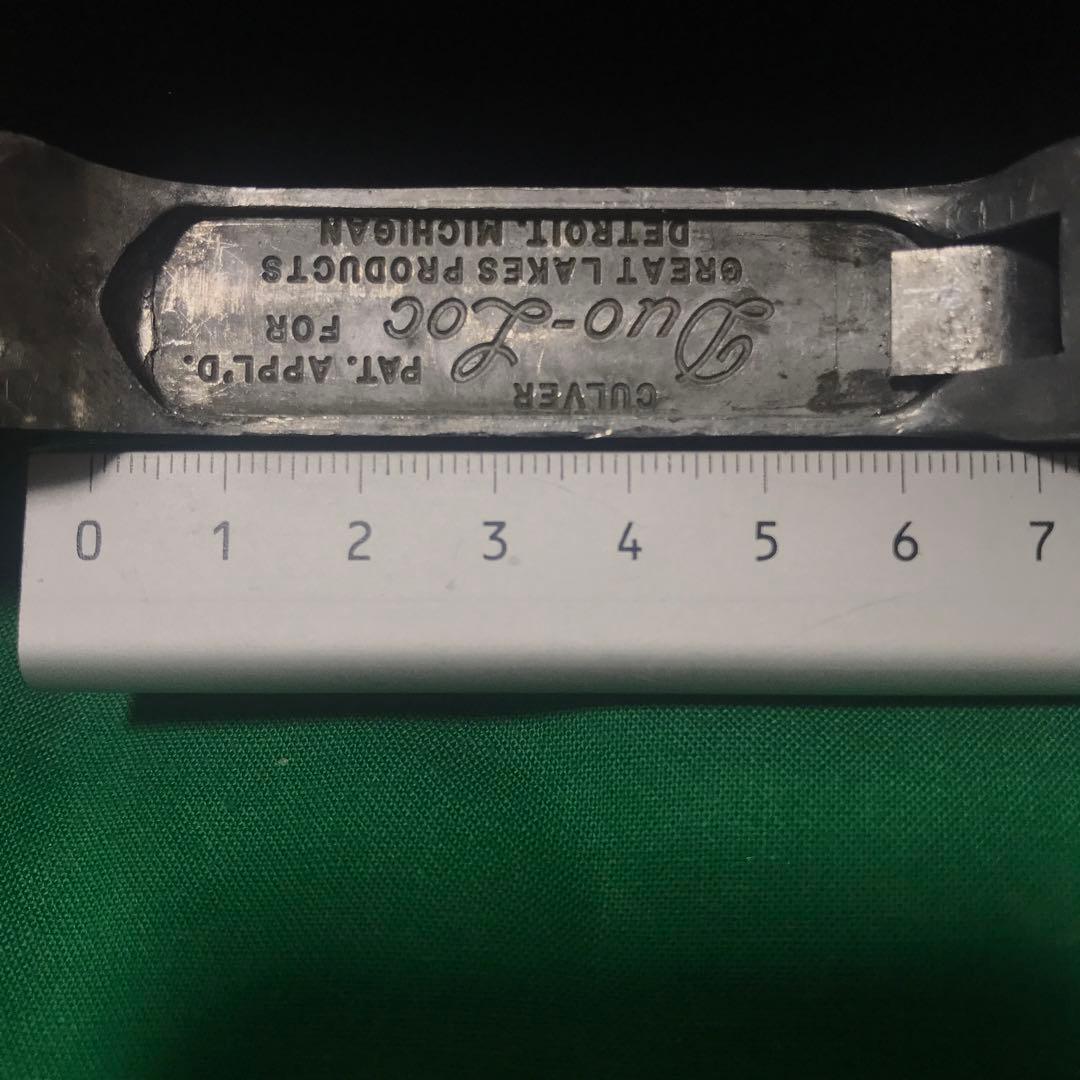 CULVER
Duo-Loc PAT. APPL'D. FOR
GREAT LAKES PRODUCTS
DETROIT, MICHIGAN
0 1 2 3 4 5 6 7